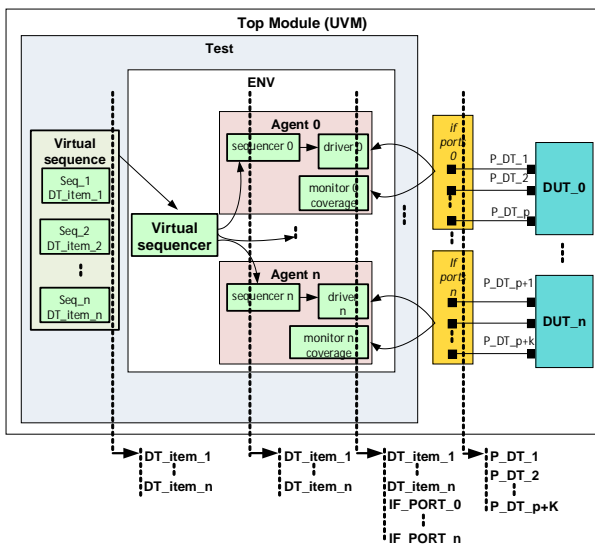 Top Module (UVM)
Test
ENV
Virtual
sequence
Seq_1
DT_item_1
Seq_2
DT_item_2
Seq_n
DT_item_n
Virtual
sequencer
Agent 0
sequencer 0
driver 0
monitor 0
coverage
Agent n
sequencer n
driver
n
monitor n
coverage
if
port
0
P_DT_1
P_DT_2
P_DT_p
DUT_0
If
port
n
P_DT_p+1
P_DT_p+k
DUT_n
DT_item_1
DT_item_n
DT_item_1
DT_item_n
DT_item_1
DT_item_n
IF_PORT_0
IF_PORT_n
P_DT_1
P_DT_2
P_DT_p+K